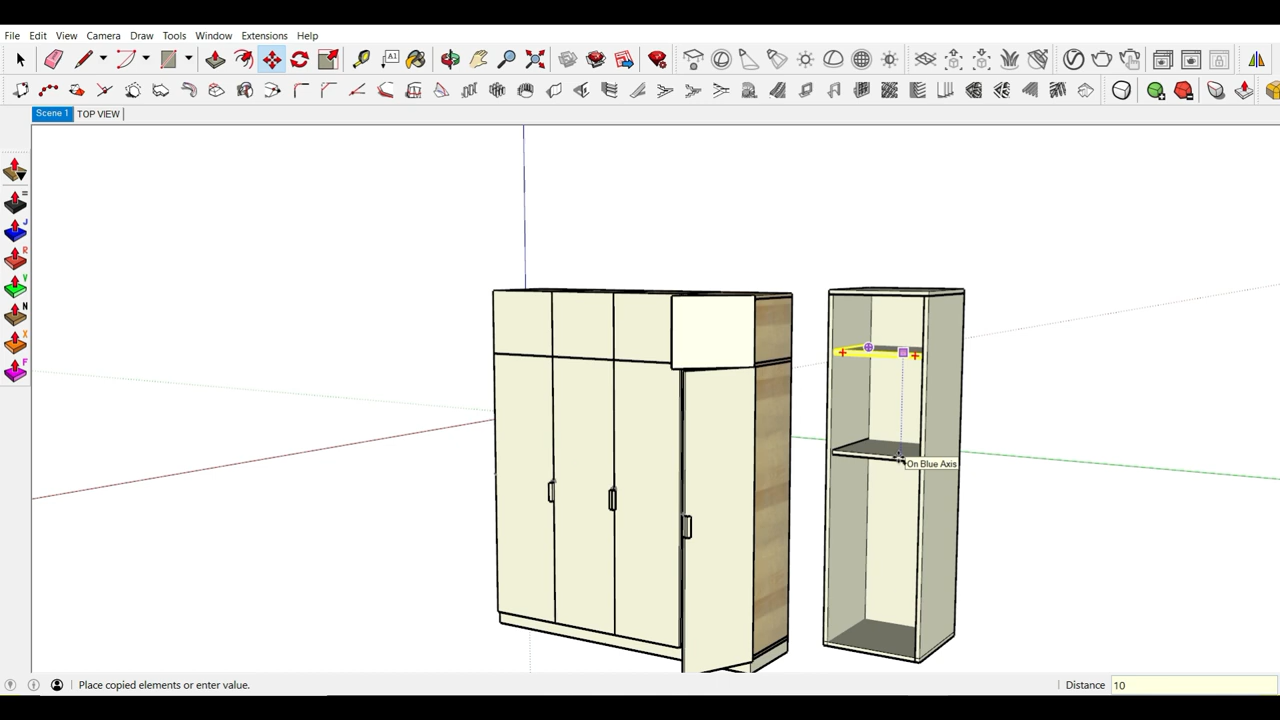 File Edit View Camera Draw Tools Window Extensions Help
A1
Scene 1 TOP VIEW
=
J
R
V
N
X
F
On Blue Axis
Place copied elements or enter value. Distance 10